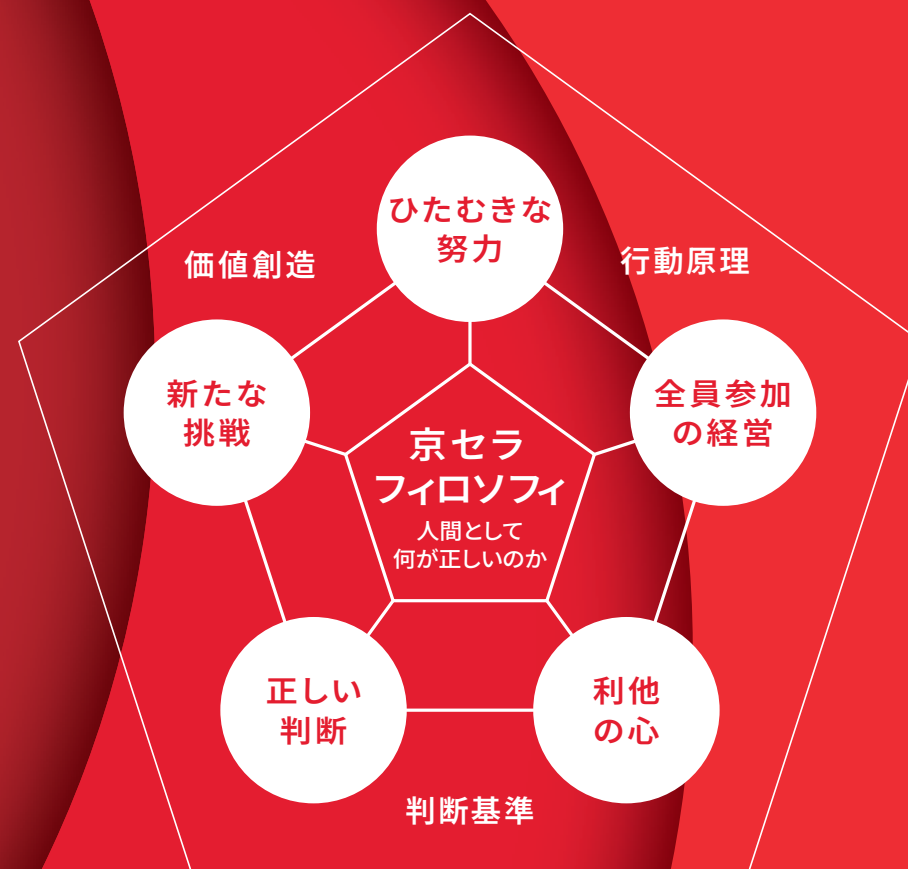 ひたむきな
努力
価値創造
行動原理
新たな
挑戦
全員参加
の経営
京セラ
フィロソフィ
人間として
何が正しいのか
正しい
判断
利他
の心
判断基準